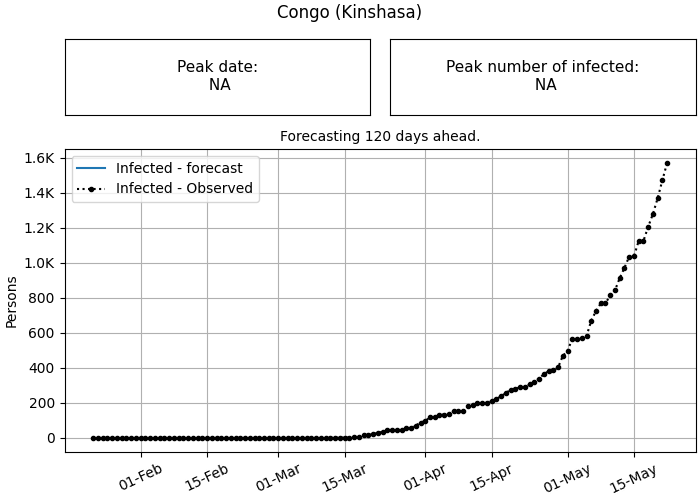 Congo (Kinshasa)
Peak date:
NA
Peak number of infected:
NA
Forecasting 120 days ahead.
Infected - forecast
Infected - Observed
1.6K
1.4K
1.2K
1.0K
800
600
400
200
0
Persons
01-Feb
15-Feb
01-Mar
15-Mar
01-Apr
15-Apr
01-May
15-May